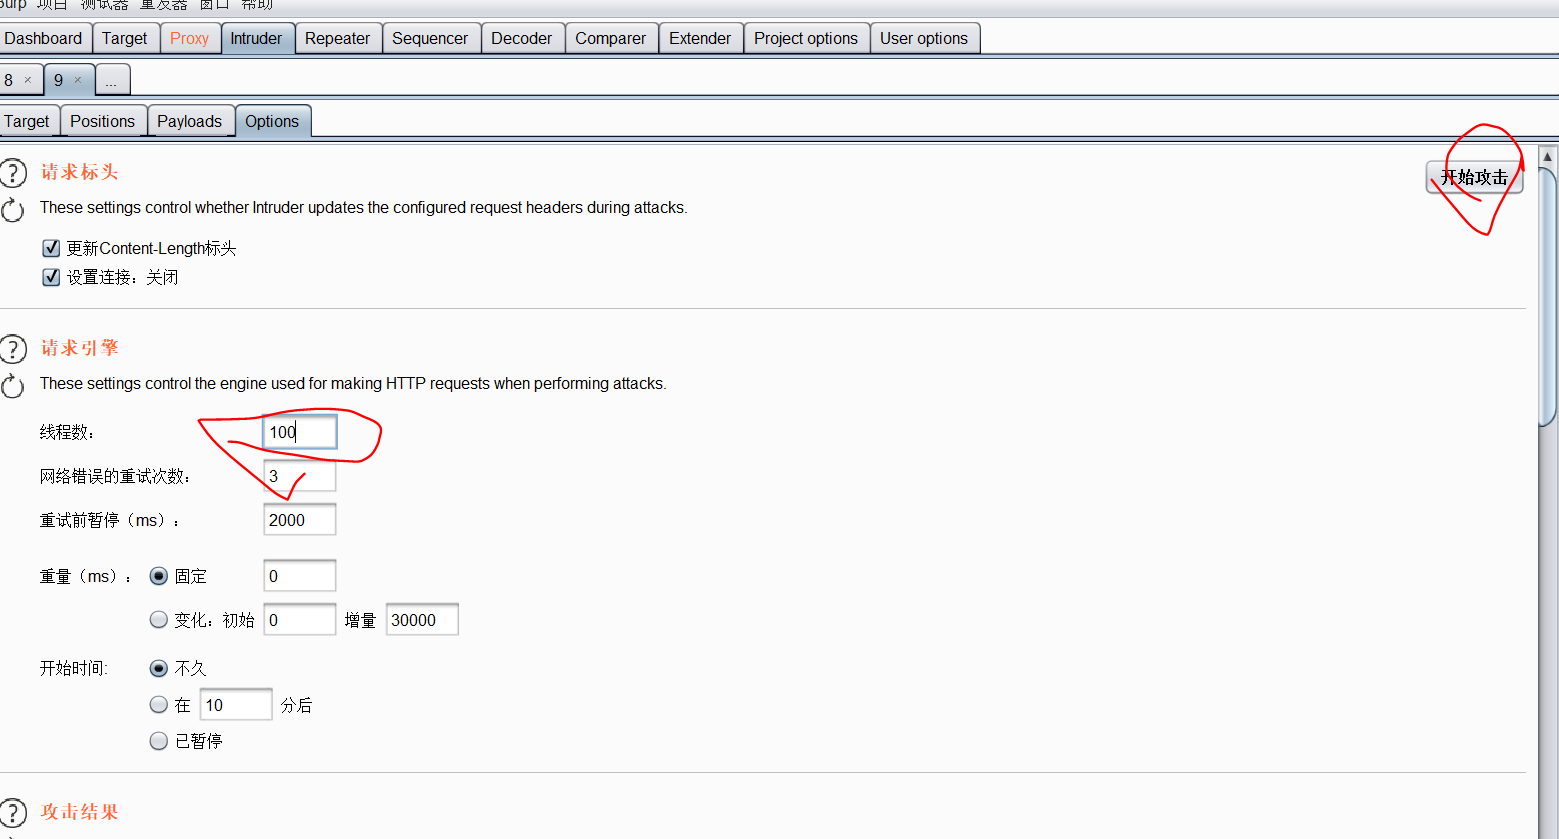 Burp 项目 测试器 重发器 窗口 帮助
Dashboard Target Proxy Intruder Repeater Sequencer Decoder Comparer Extender Project options User options
8 × 9 × ...
Target Positions Payloads Options
? 请求标头 开始攻击
These settings control whether Intruder updates the configured request headers during attacks.
更新Content-Length标头
设置连接：关闭
? 请求引擎
These settings control the engine used for making HTTP requests when performing attacks.
线程数： 100
网络错误的重试次数： 3
重试前暂停（ms）： 2000
重量（ms）： 固定 0
变化：初始 0 增量 30000
开始时间: 不久
在 10 分后
已暂停
? 攻击结果